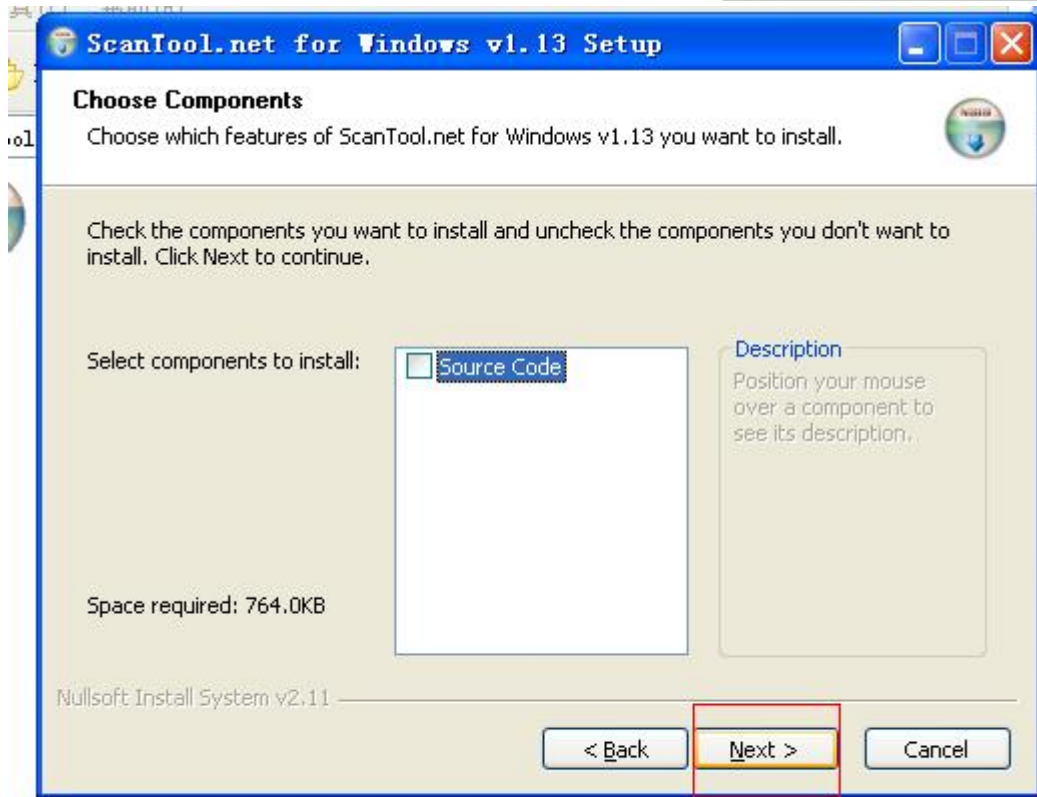 ScanTool.net for Windows v1.13 Setup
Choose Components
Choose which features of ScanTool.net for Windows v1.13 you want to install.
Check the components you want to install and uncheck the components you don't want to
install. Click Next to continue.
Select components to install:
Source Code
Description
Position your mouse
over a component to
see its description.
Space required: 764.0KB
Nullsoft Install System v2.11
< Back
Next >
Cancel